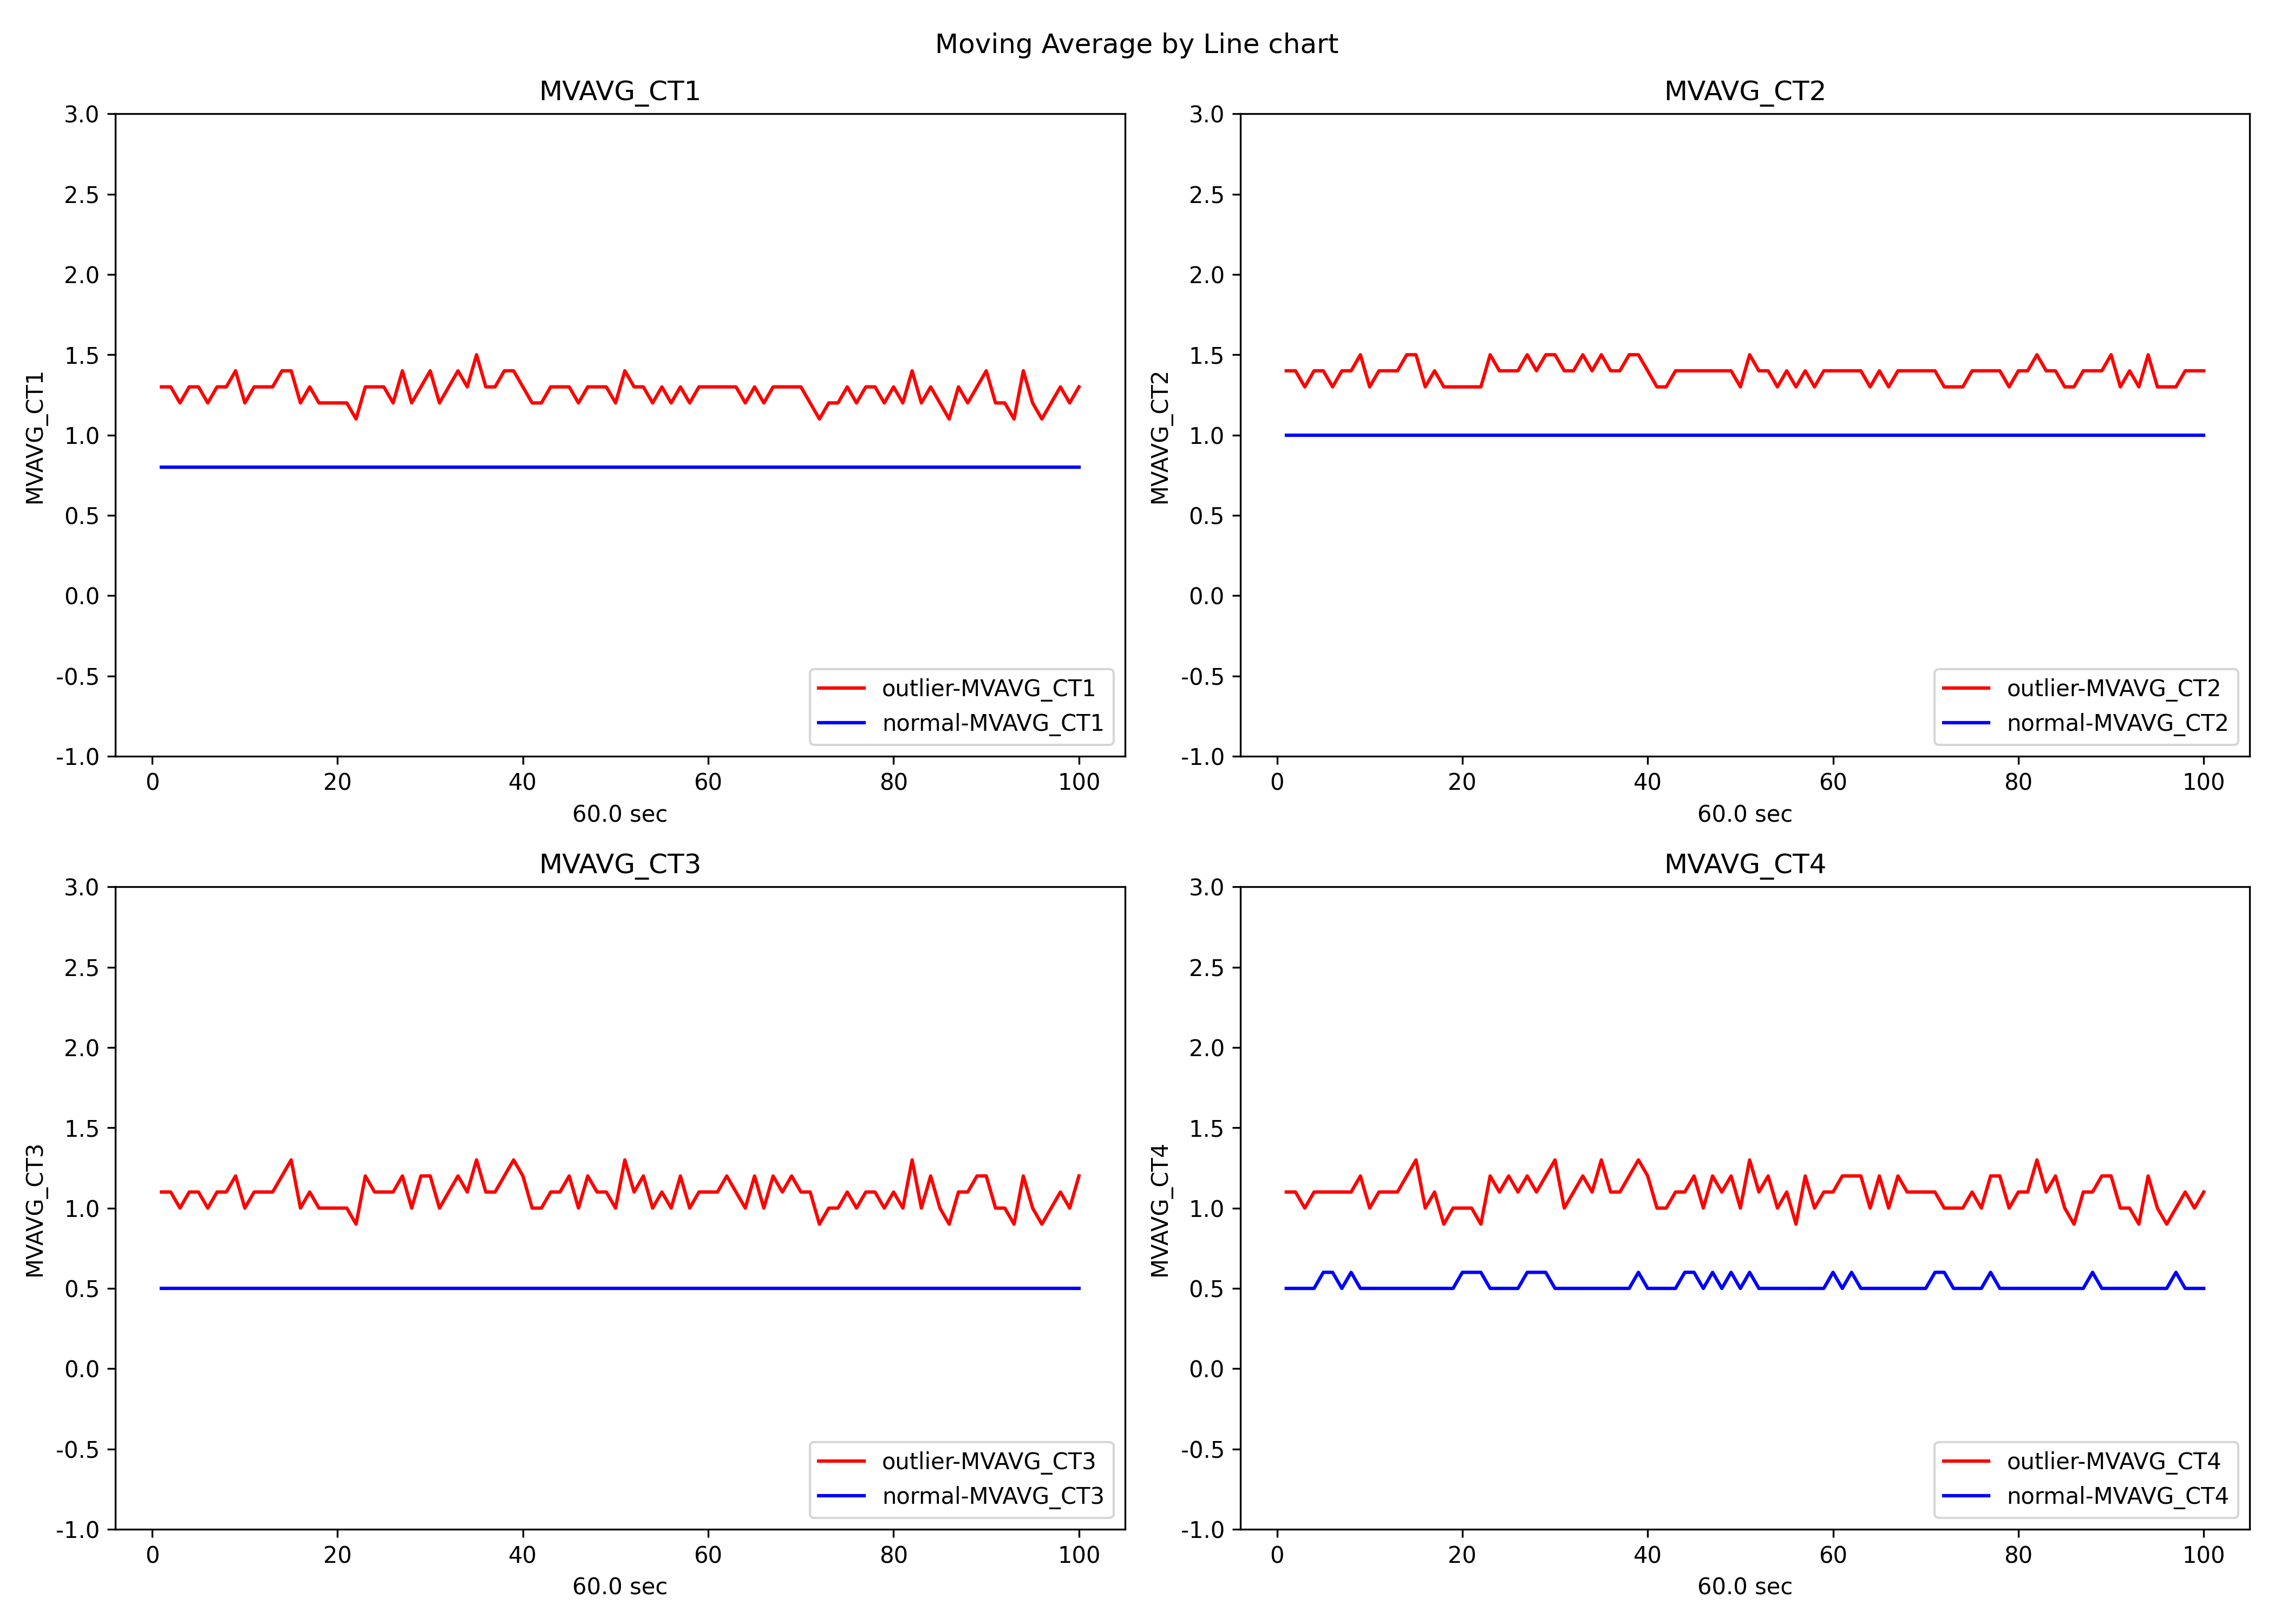 Moving Average by Line chart
MVAVG_CT1
MVAVG_CT1
3.0
2.5
2.0
1.5
1.0
0.5
0.0
-0.5
-1.0
0 20 40 60 80 100
60.0 sec
outlier-MVAVG_CT1
normal-MVAVG_CT1
MVAVG_CT2
MVAVG_CT2
3.0
2.5
2.0
1.5
1.0
0.5
0.0
-0.5
-1.0
0 20 40 60 80 100
60.0 sec
outlier-MVAVG_CT2
normal-MVAVG_CT2
MVAVG_CT3
MVAVG_CT3
3.0
2.5
2.0
1.5
1.0
0.5
0.0
-0.5
-1.0
0 20 40 60 80 100
60.0 sec
outlier-MVAVG_CT3
normal-MVAVG_CT3
MVAVG_CT4
MVAVG_CT4
3.0
2.5
2.0
1.5
1.0
0.5
0.0
-0.5
-1.0
0 20 40 60 80 100
60.0 sec
outlier-MVAVG_CT4
normal-MVAVG_CT4